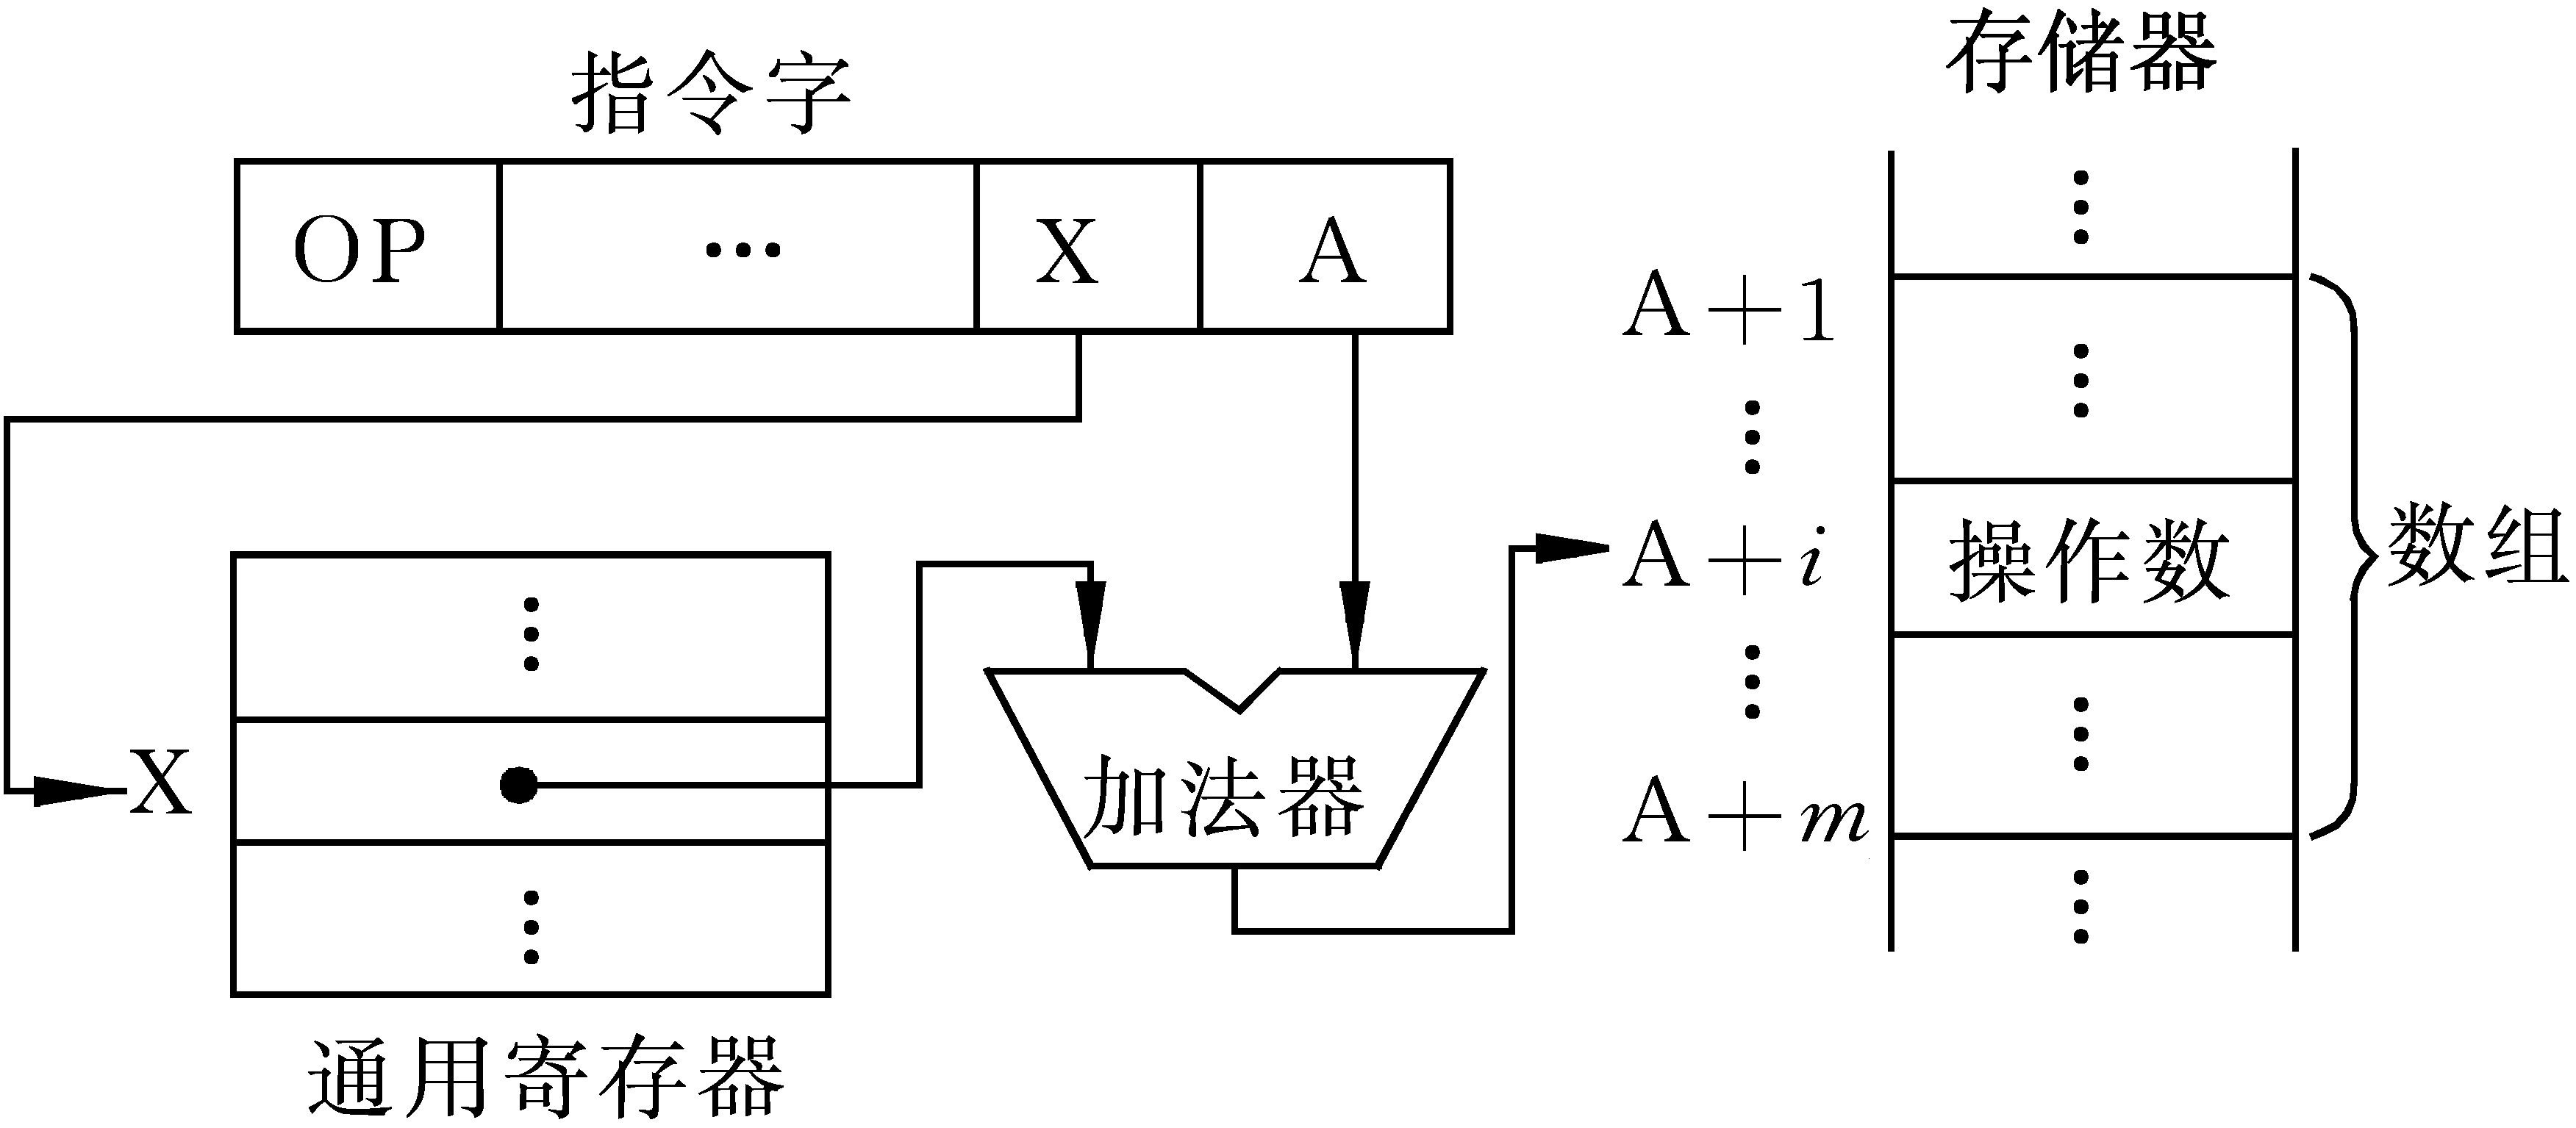 存储器
指令字
OP ··· X A
A+1
A+i
操作数
数组
X
加法器
A+m
通用寄存器